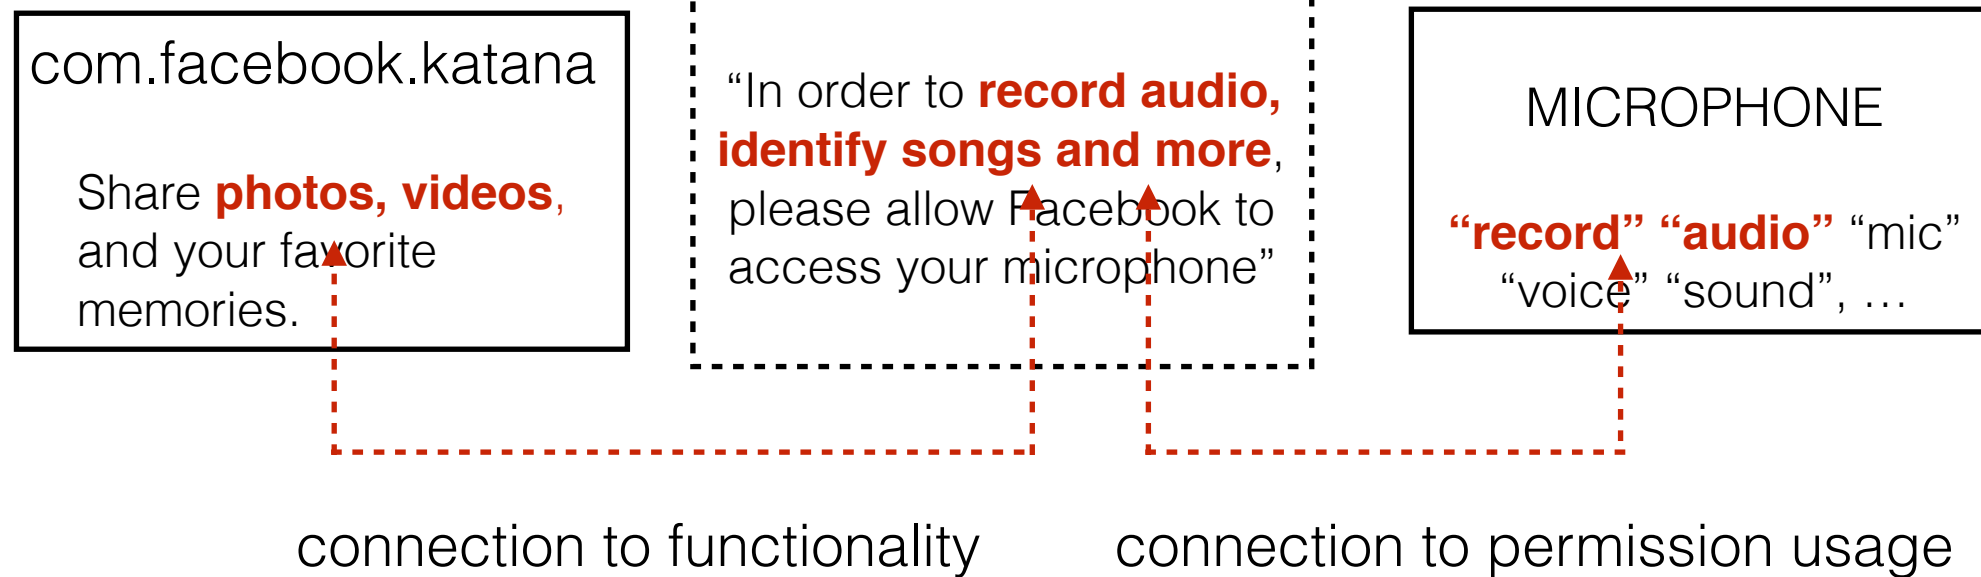 com.facebook.katana
Share photos, videos,
and your favorite
memories.
“In order to record audio,
identify songs and more,
please allow Facebook to
access your microphone”
MICROPHONE
“record” “audio” “mic”
“voice” “sound”, …
connection to functionality
connection to permission usage